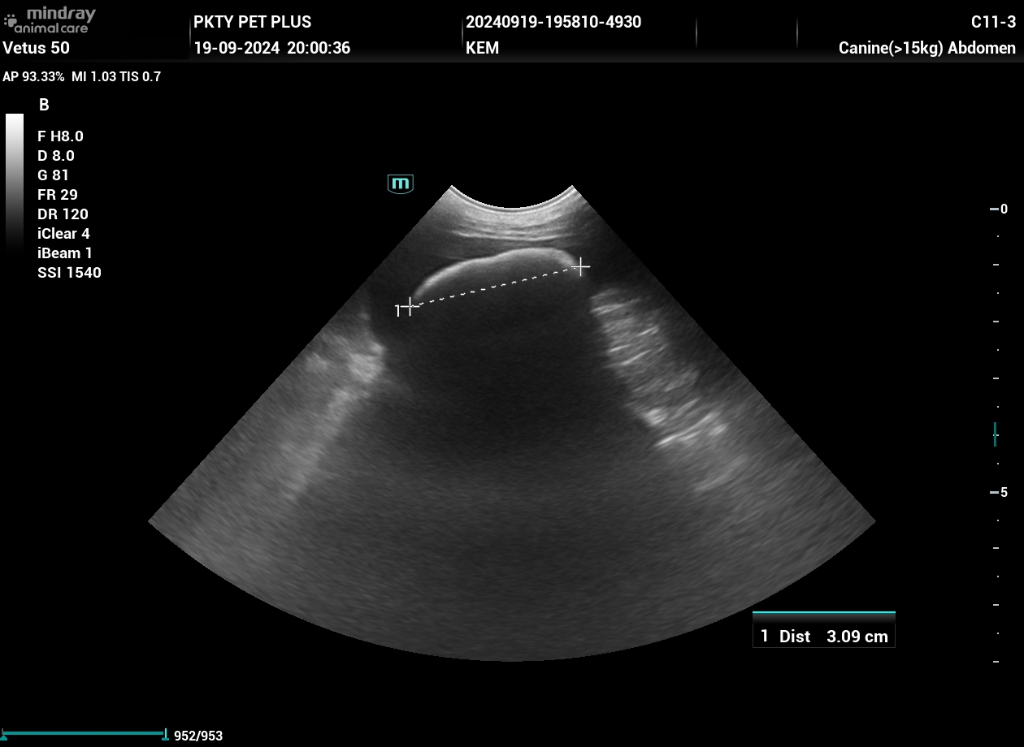 mindray
animalcare
Vetus 50
PKTY PET PLUS
19-09-2024 20:00:36
20240919-195810-4930
KEM
C11-3
Canine(>15kg) Abdomen
AP 93.33% MI 1.03 TIS 0.7
B
F H8.0
D 8.0
G 81
FR 29
DR 120
iClear 4
iBeam 1
SSI 1540
m
0
1
5
1 Dist 3.09 cm
952/953